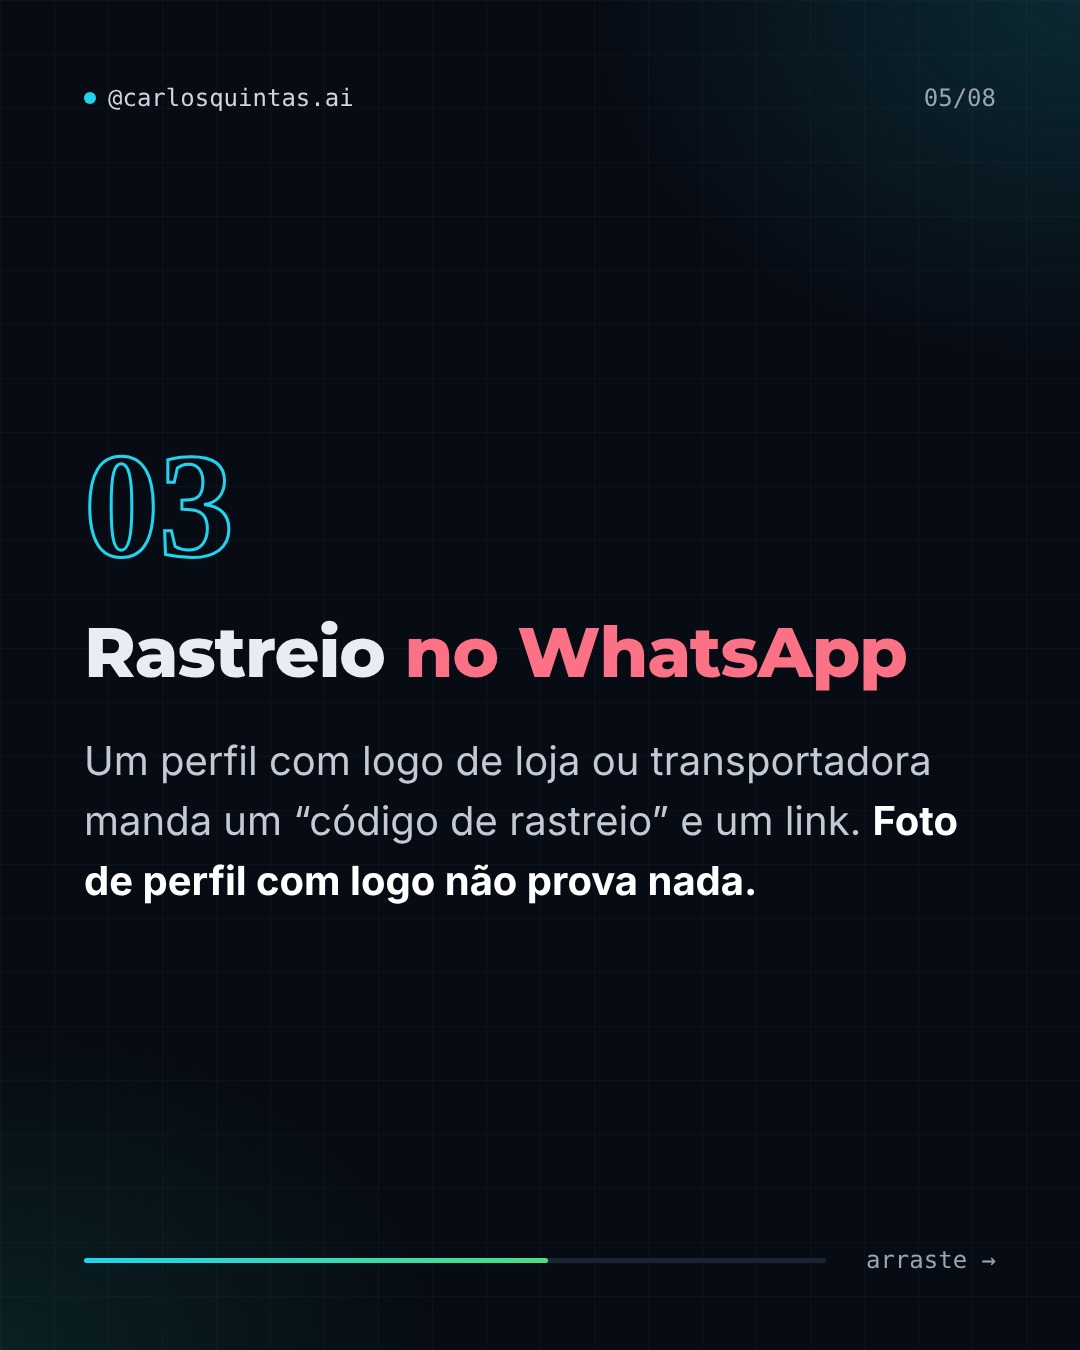 @carlosquintas.ai
05/08
03
Rastreio no WhatsApp
Um perfil com logo de loja ou transportadora
manda um “código de rastreio” e um link. Foto
de perfil com logo não prova nada.
arraste →